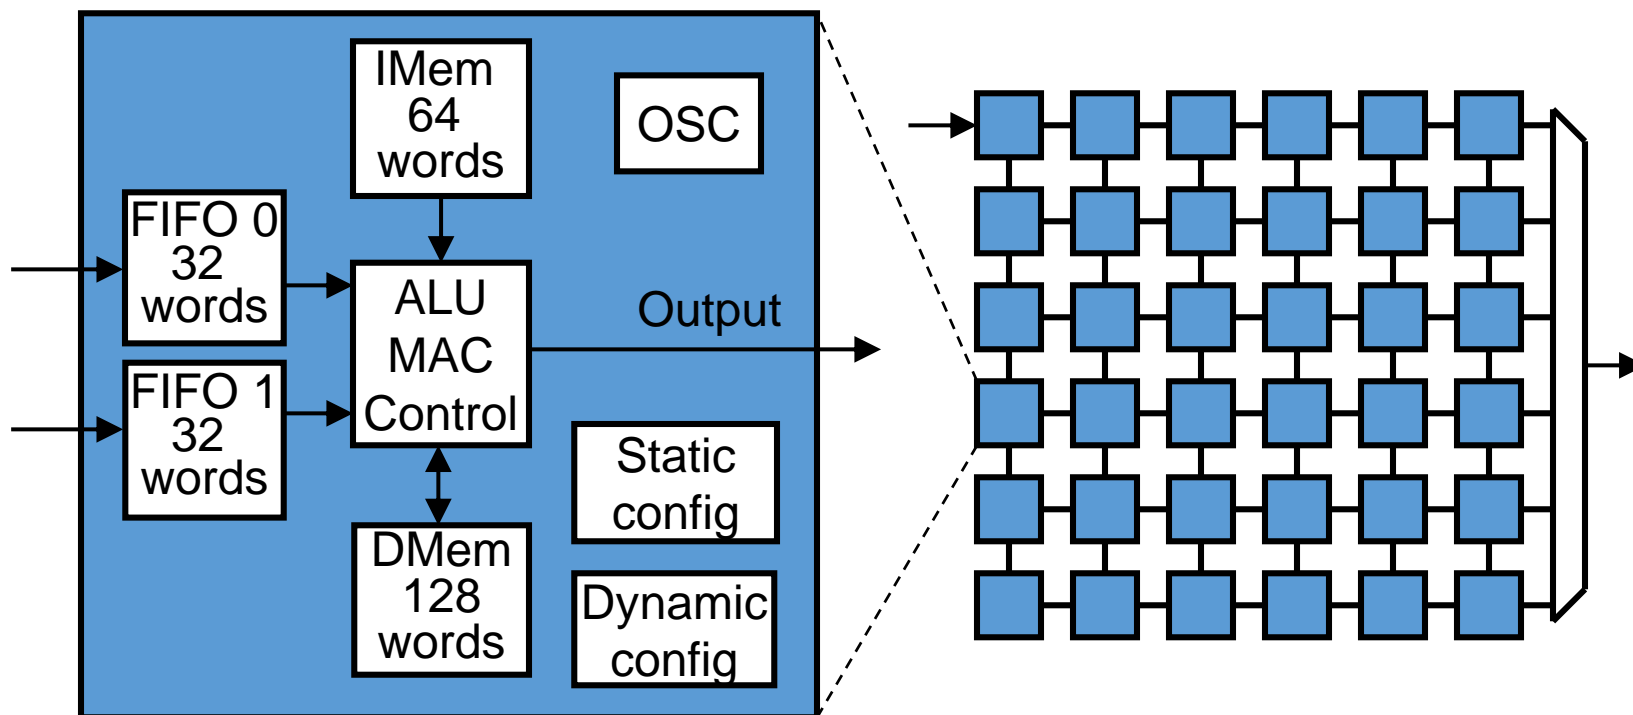 IMem
64
words
OSC
FIFO 0
32
words
ALU
MAC
Control
Output
FIFO 1
32
words
Static
config
DMem
128
words
Dynamic
config